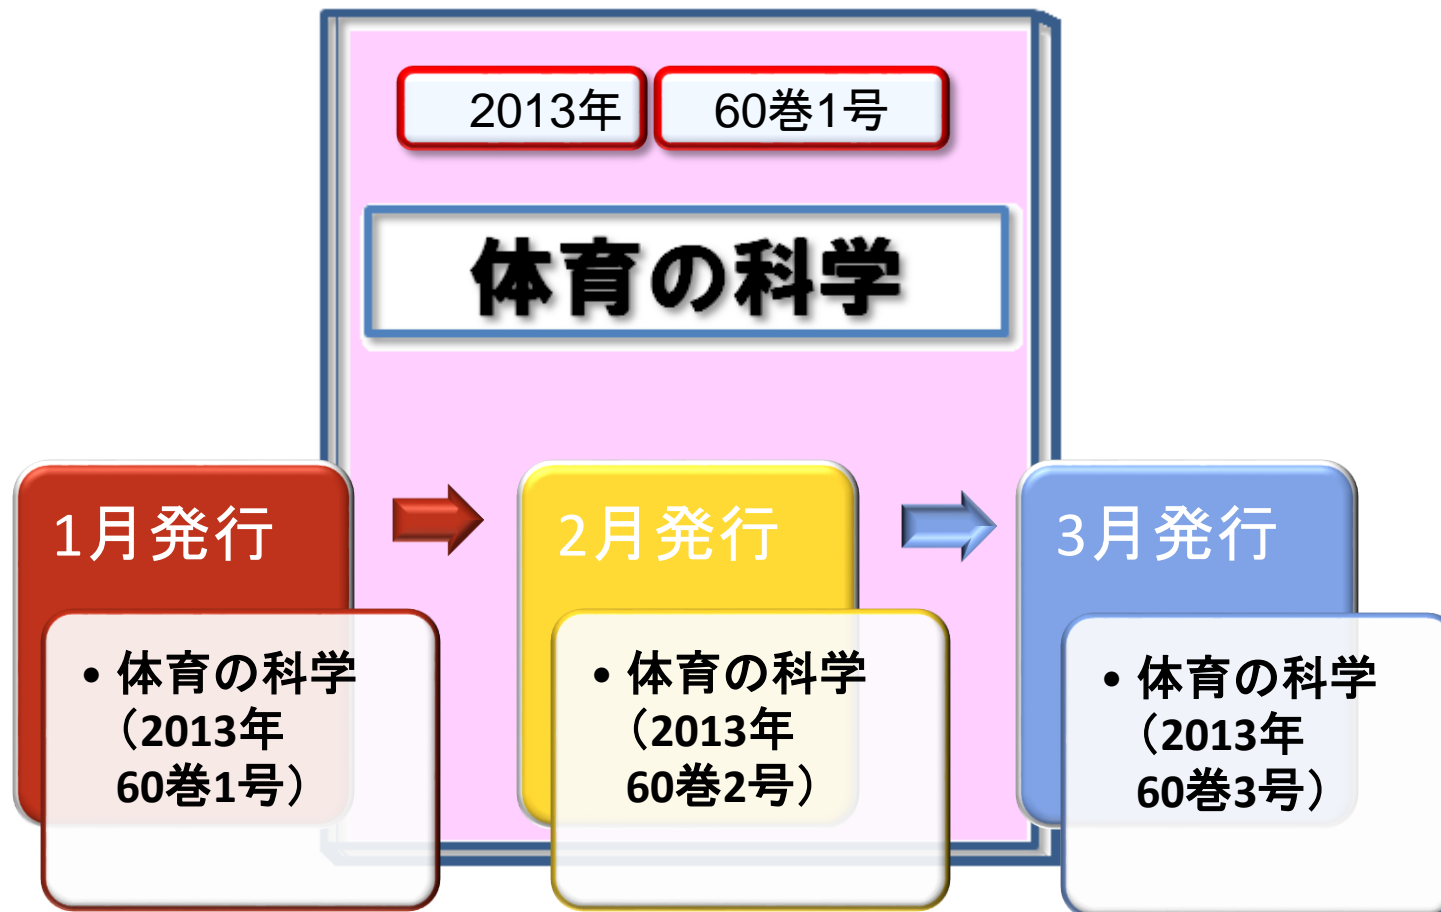 2013年
60巻1号
体育の科学
1月発行
2月発行
3月発行
• 体育の科学
（2013年
60巻1号）
• 体育の科学
（2013年
60巻2号）
• 体育の科学
（2013年
60巻3号）